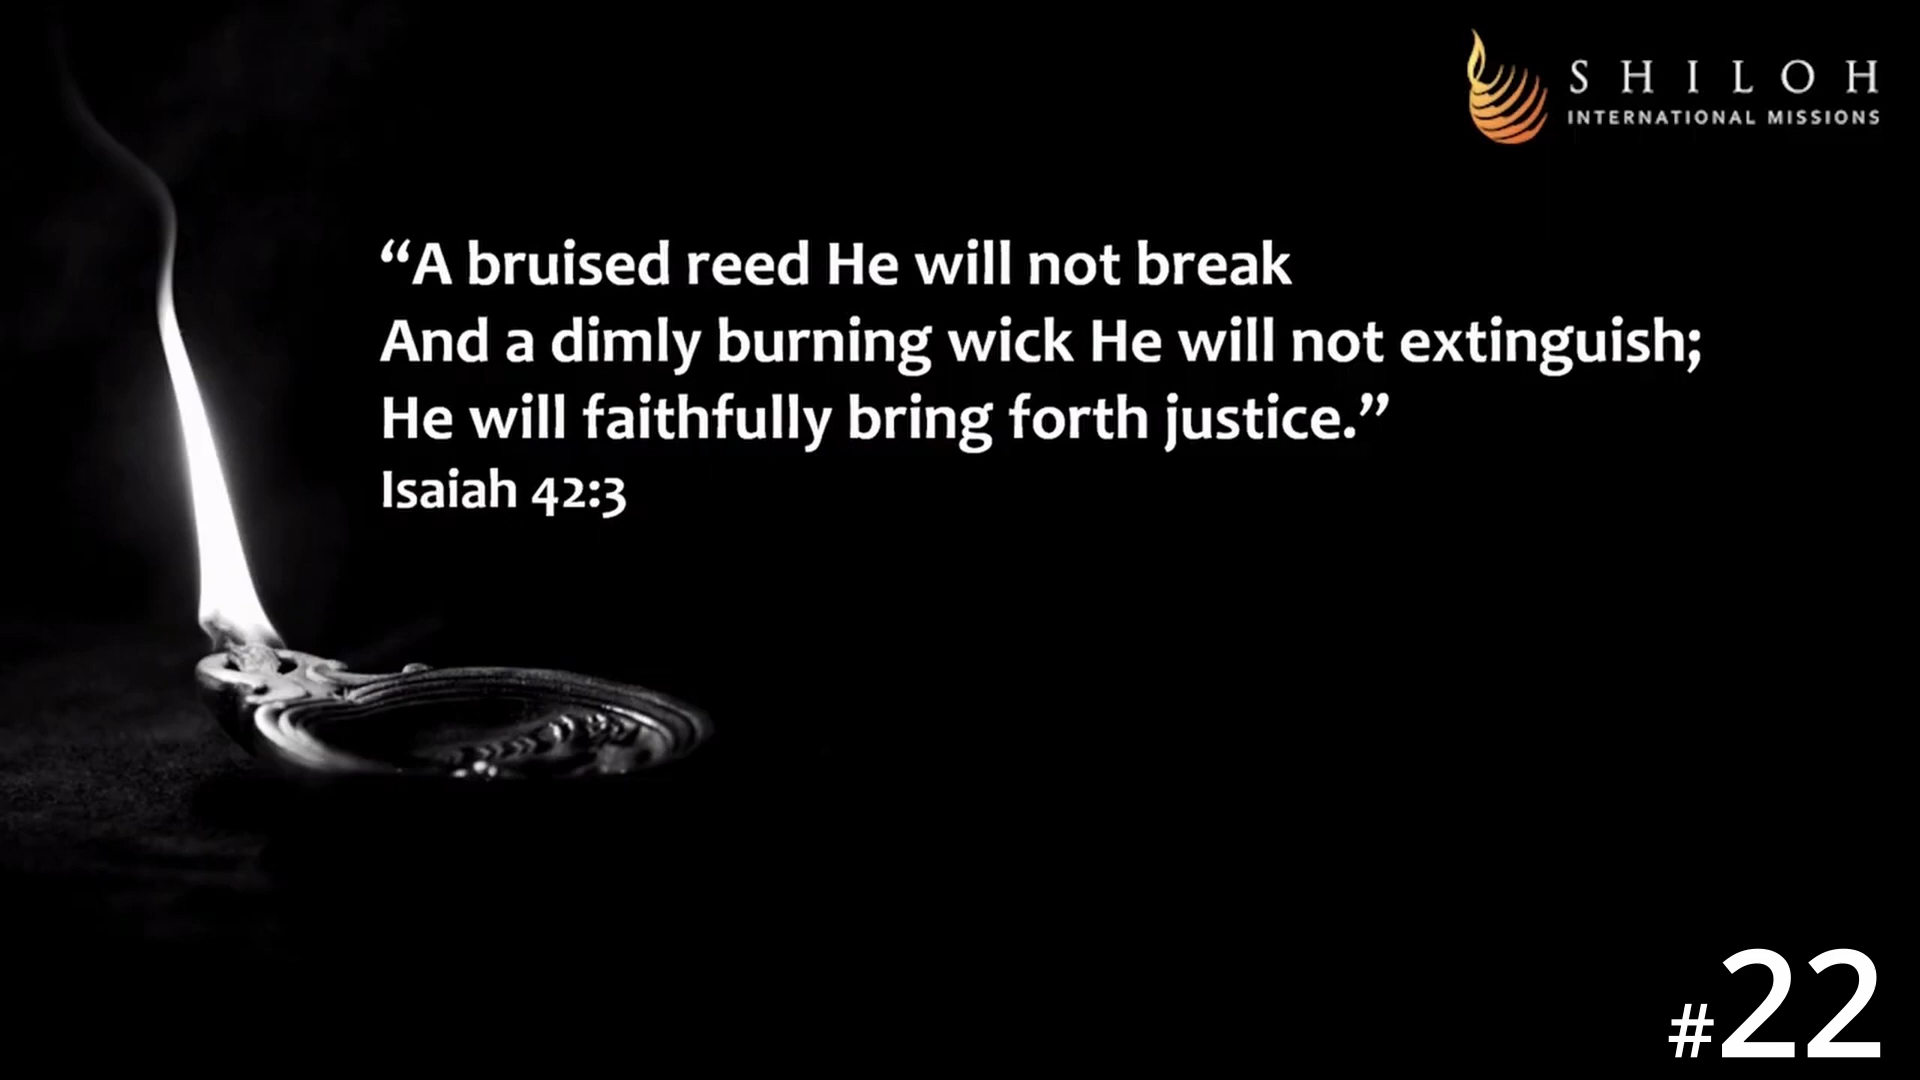 SHILOH
INTERNATIONAL MISSIONS
“A bruised reed He will not break
And a dimly burning wick He will not extinguish;
He will faithfully bring forth justice.”
Isaiah 42:3
#22